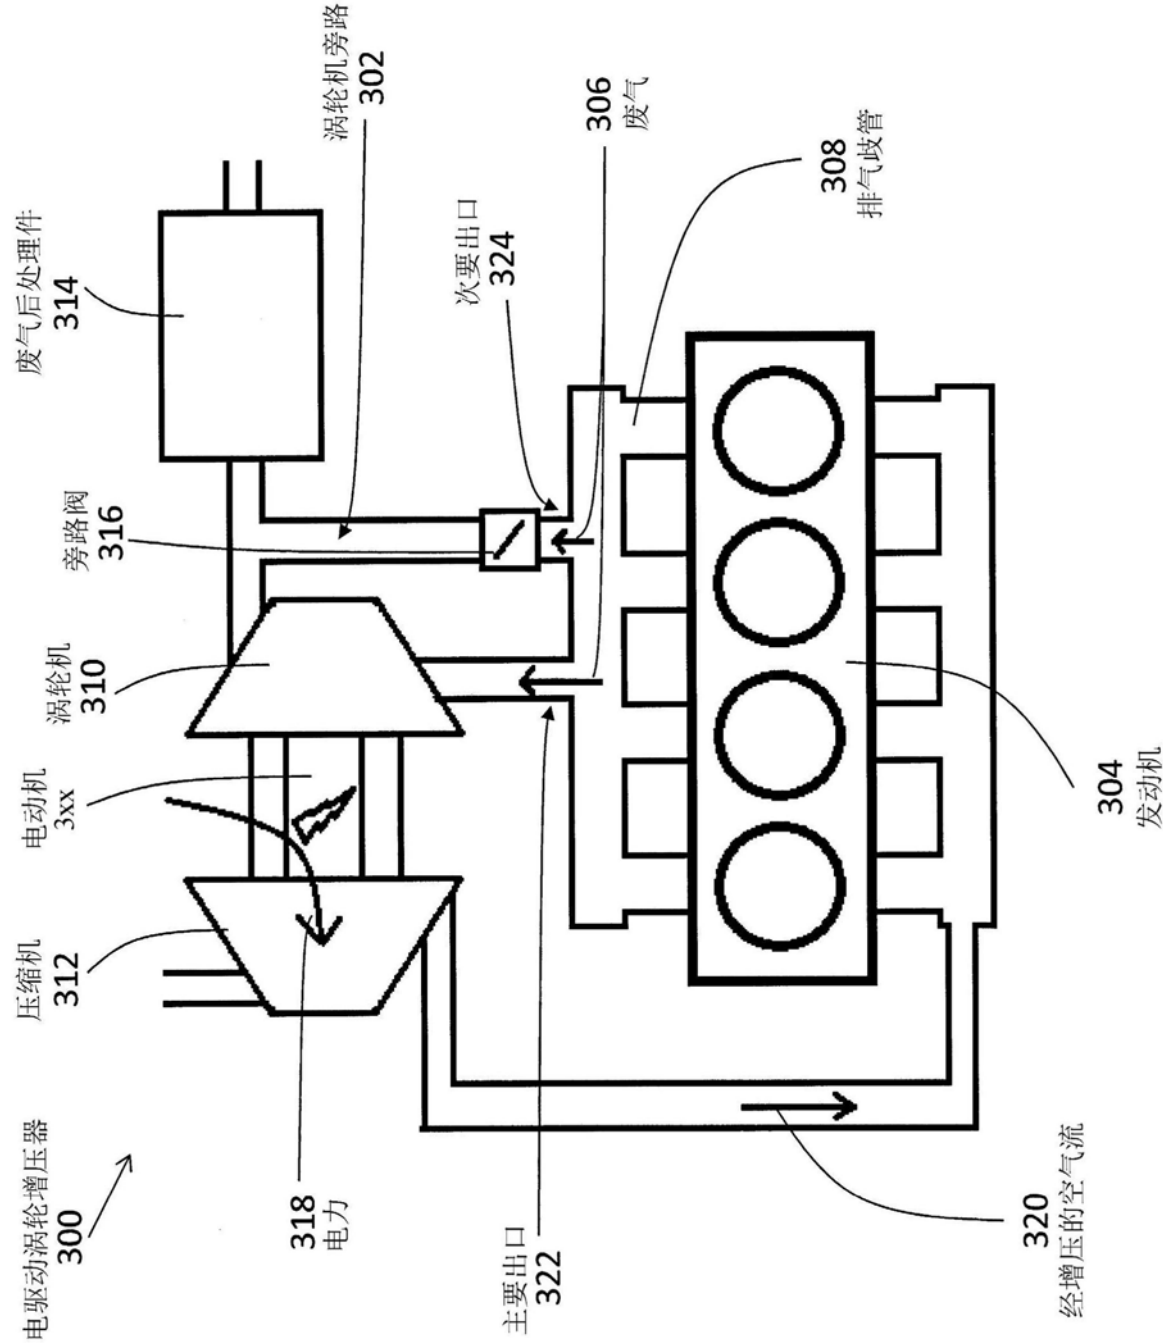 电驱动涡轮增压器
300
压缩机
312
电动机
3xx
涡轮机
310
旁路阀
316
废气后处理件
314
涡轮机旁路
302
318
电力
主要出口
322
次要出口
324
306
废气
308
排气歧管
304
发动机
320
经增压的空气流